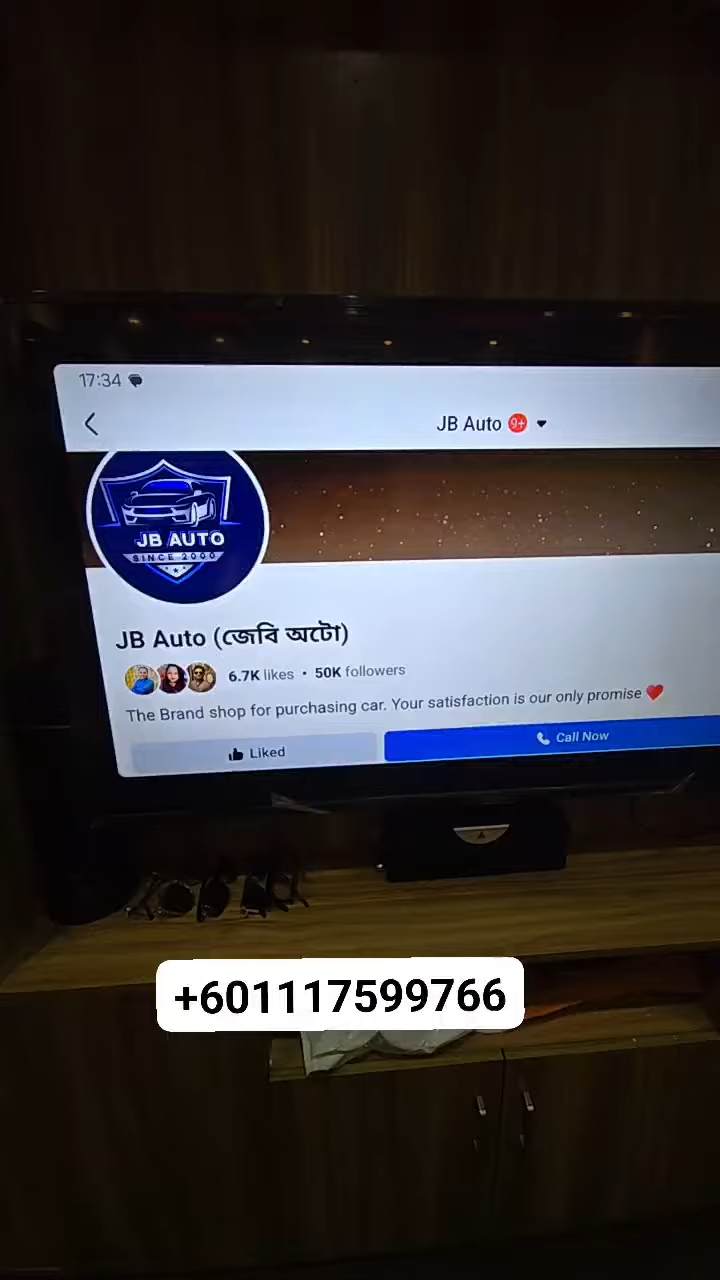 17:34
JB Auto 9+
JB AUTO
SINCE 2000
JB Auto (জেবি অটো)
6.7K likes • 50K followers
The Brand shop for purchasing car. Your satisfaction is our only promise ❤️
Liked
Call Now
+601117599766